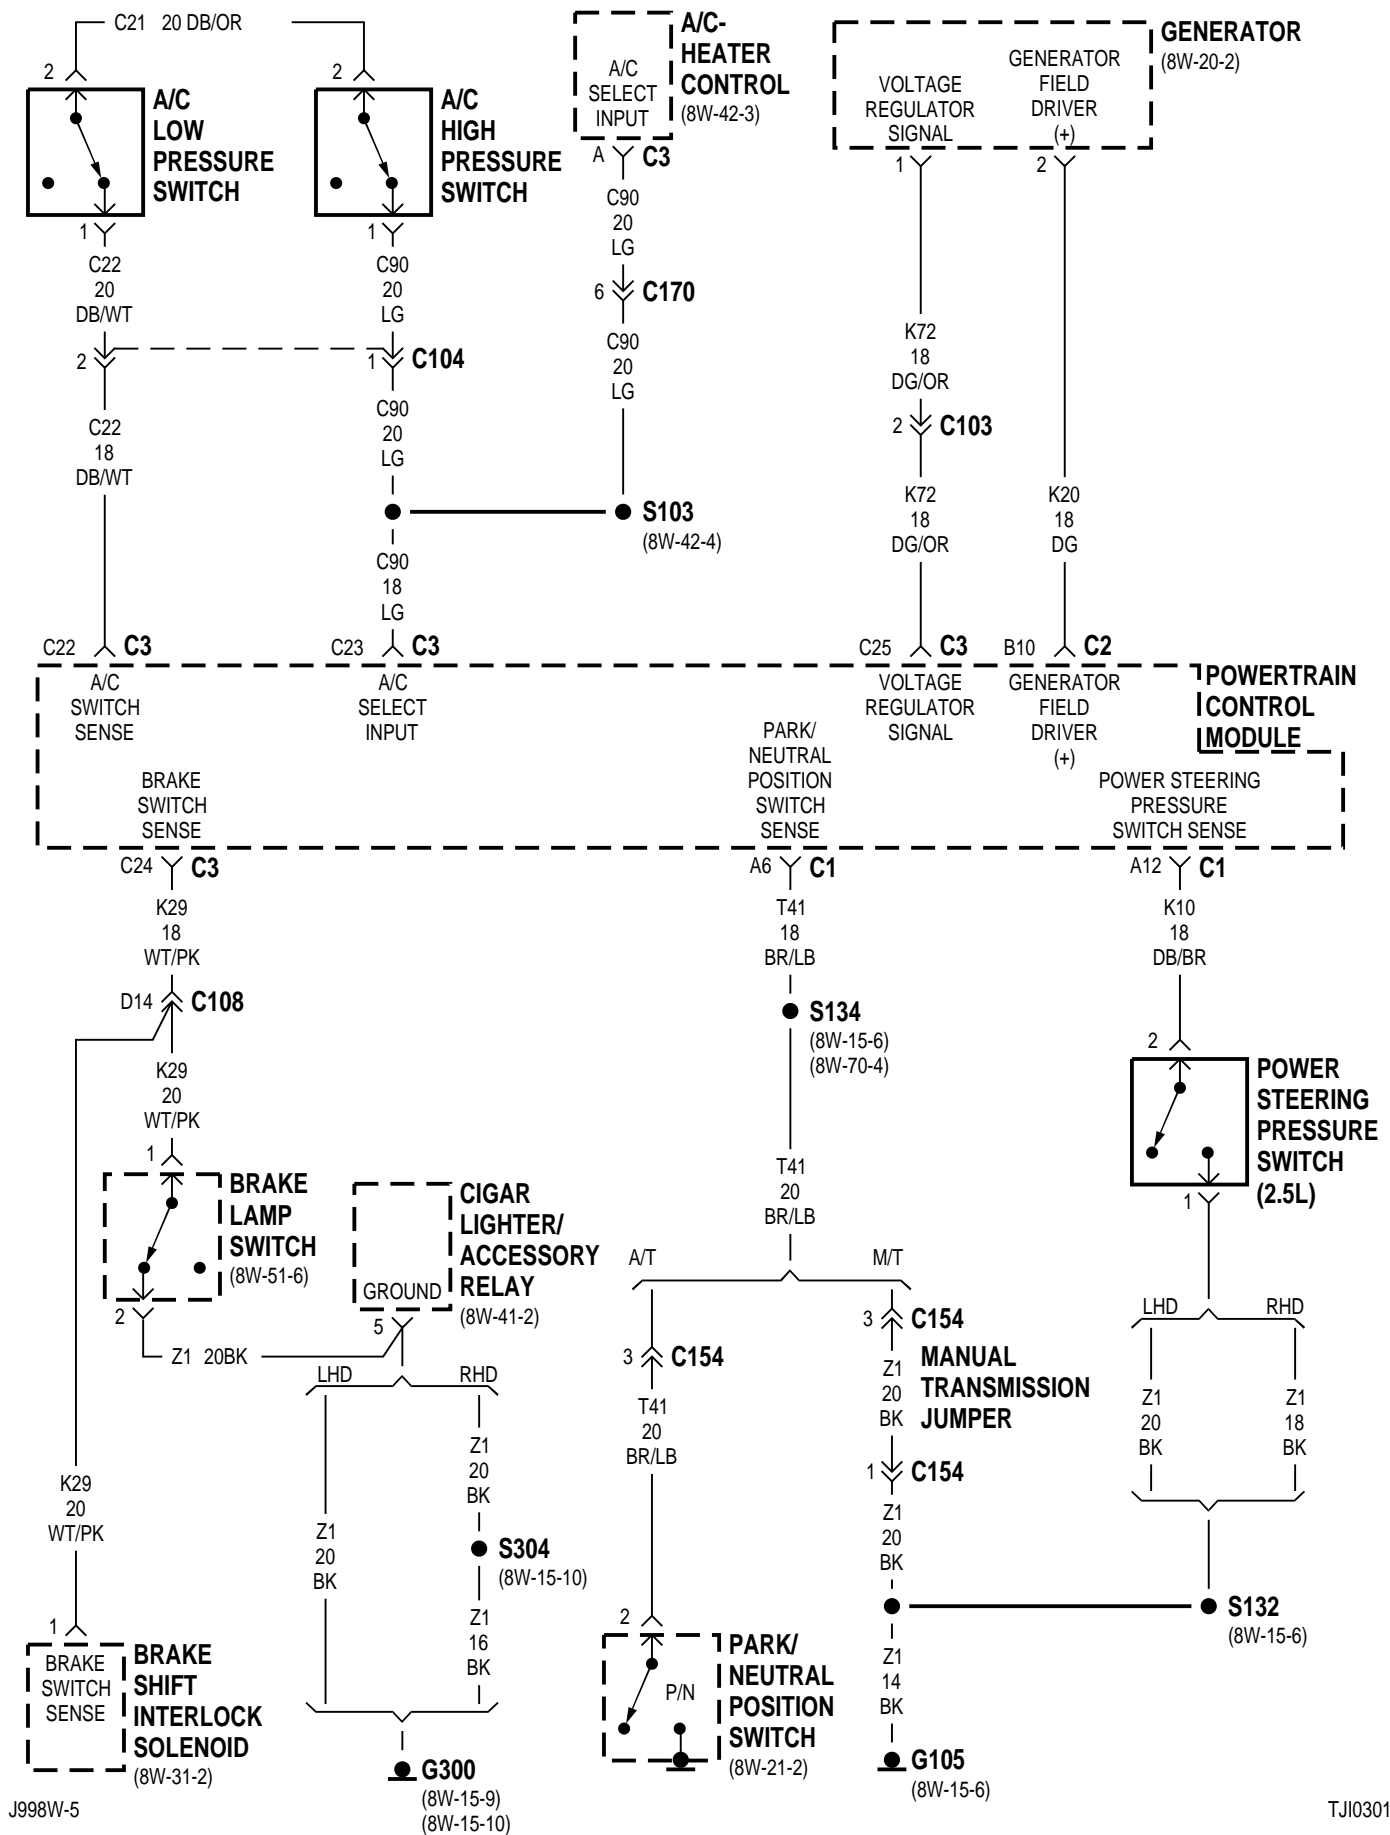 C21 20 DB/OR
2
2
A/C
LOW
PRESSURE
SWITCH
A/C
HIGH
PRESSURE
SWITCH
A/C
SELECT
INPUT
A/C-
HEATER
CONTROL
(8W-42-3)
VOLTAGE
REGULATOR
SIGNAL
GENERATOR
FIELD
DRIVER
(+)
GENERATOR
(8W-20-2)
1
1
A
C3
1
2
C22
20
DB/WT
C90
20
LG
C90
20
LG
6
C170
2
1
C104
C90
20
LG
K72
18
DG/OR
2
C103
C22
18
DB/WT
C90
20
LG
S103
(8W-42-4)
K72
18
DG/OR
K20
18
DG
C90
18
LG
C22
C3
C23
C3
C25
C3
B10
C2
A/C
SWITCH
SENSE
A/C
SELECT
INPUT
VOLTAGE
REGULATOR
SIGNAL
GENERATOR
FIELD
DRIVER
(+)
POWERTRAIN
CONTROL
MODULE
BRAKE
SWITCH
SENSE
PARK/
NEUTRAL
POSITION
SWITCH
SENSE
POWER STEERING
PRESSURE
SWITCH SENSE
C24
C3
A6
C1
A12
C1
K29
18
WT/PK
T41
18
BR/LB
K10
18
DB/BR
D14
C108
S134
(8W-15-6)
(8W-70-4)
K29
20
WT/PK
2
POWER
STEERING
PRESSURE
SWITCH
(2.5L)
1
1
BRAKE
LAMP
SWITCH
(8W-51-6)
2
CIGAR
LIGHTER/
ACCESSORY
RELAY
(8W-41-2)
GROUND
5
T41
20
BR/LB
A/T
M/T
Z1 20BK
LHD
RHD
3
C154
3
C154
MANUAL
TRANSMISSION
JUMPER
LHD
RHD
Z1
20
BK
T41
20
BR/LB
Z1
20
BK
Z1
20
BK
Z1
18
BK
1
C154
K29
20
WT/PK
Z1
20
BK
S304
(8W-15-10)
Z1
20
BK
Z1
16
BK
S132
(8W-15-6)
1
BRAKE
SWITCH
SENSE
BRAKE
SHIFT
INTERLOCK
SOLENOID
(8W-31-2)
2
P/N
PARK/
NEUTRAL
POSITION
SWITCH
(8W-21-2)
Z1
14
BK
G300
(8W-15-9)
(8W-15-10)
G105
(8W-15-6)
J998W-5
TJI0301